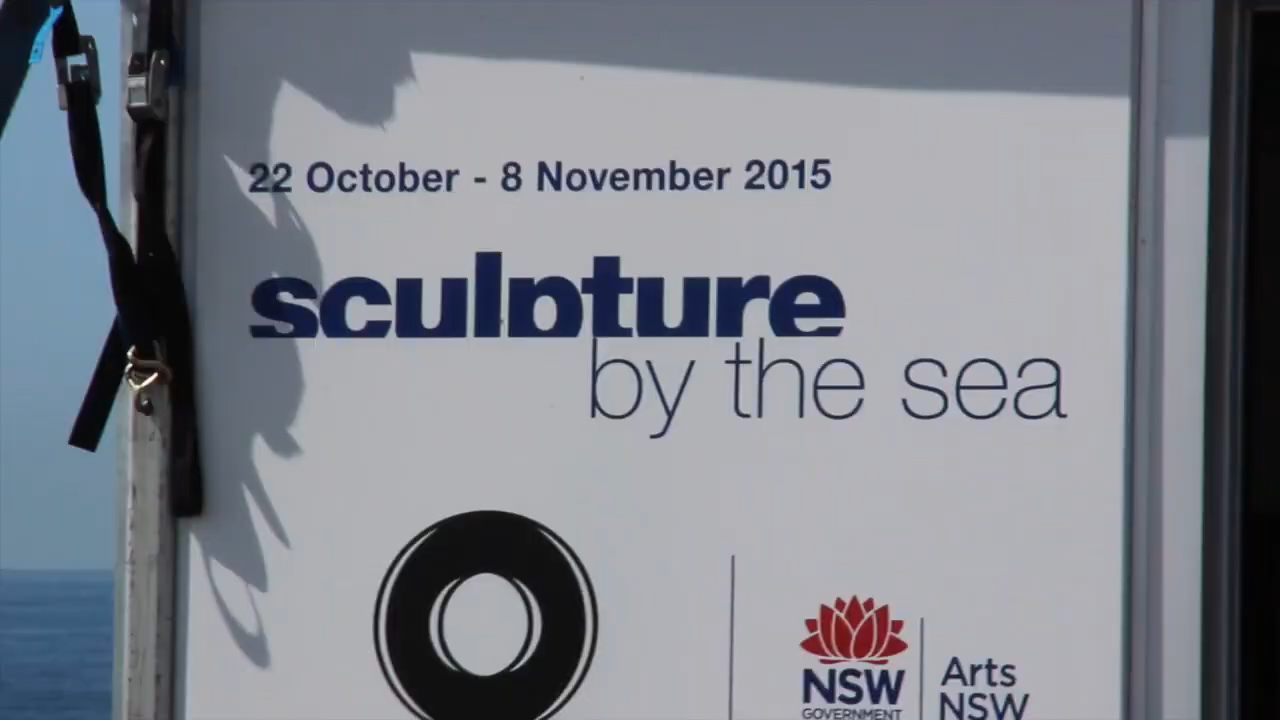 22 October - 8 November 2015
sculpture
by the sea
NSW
GOVERNMENT
Arts
NSW